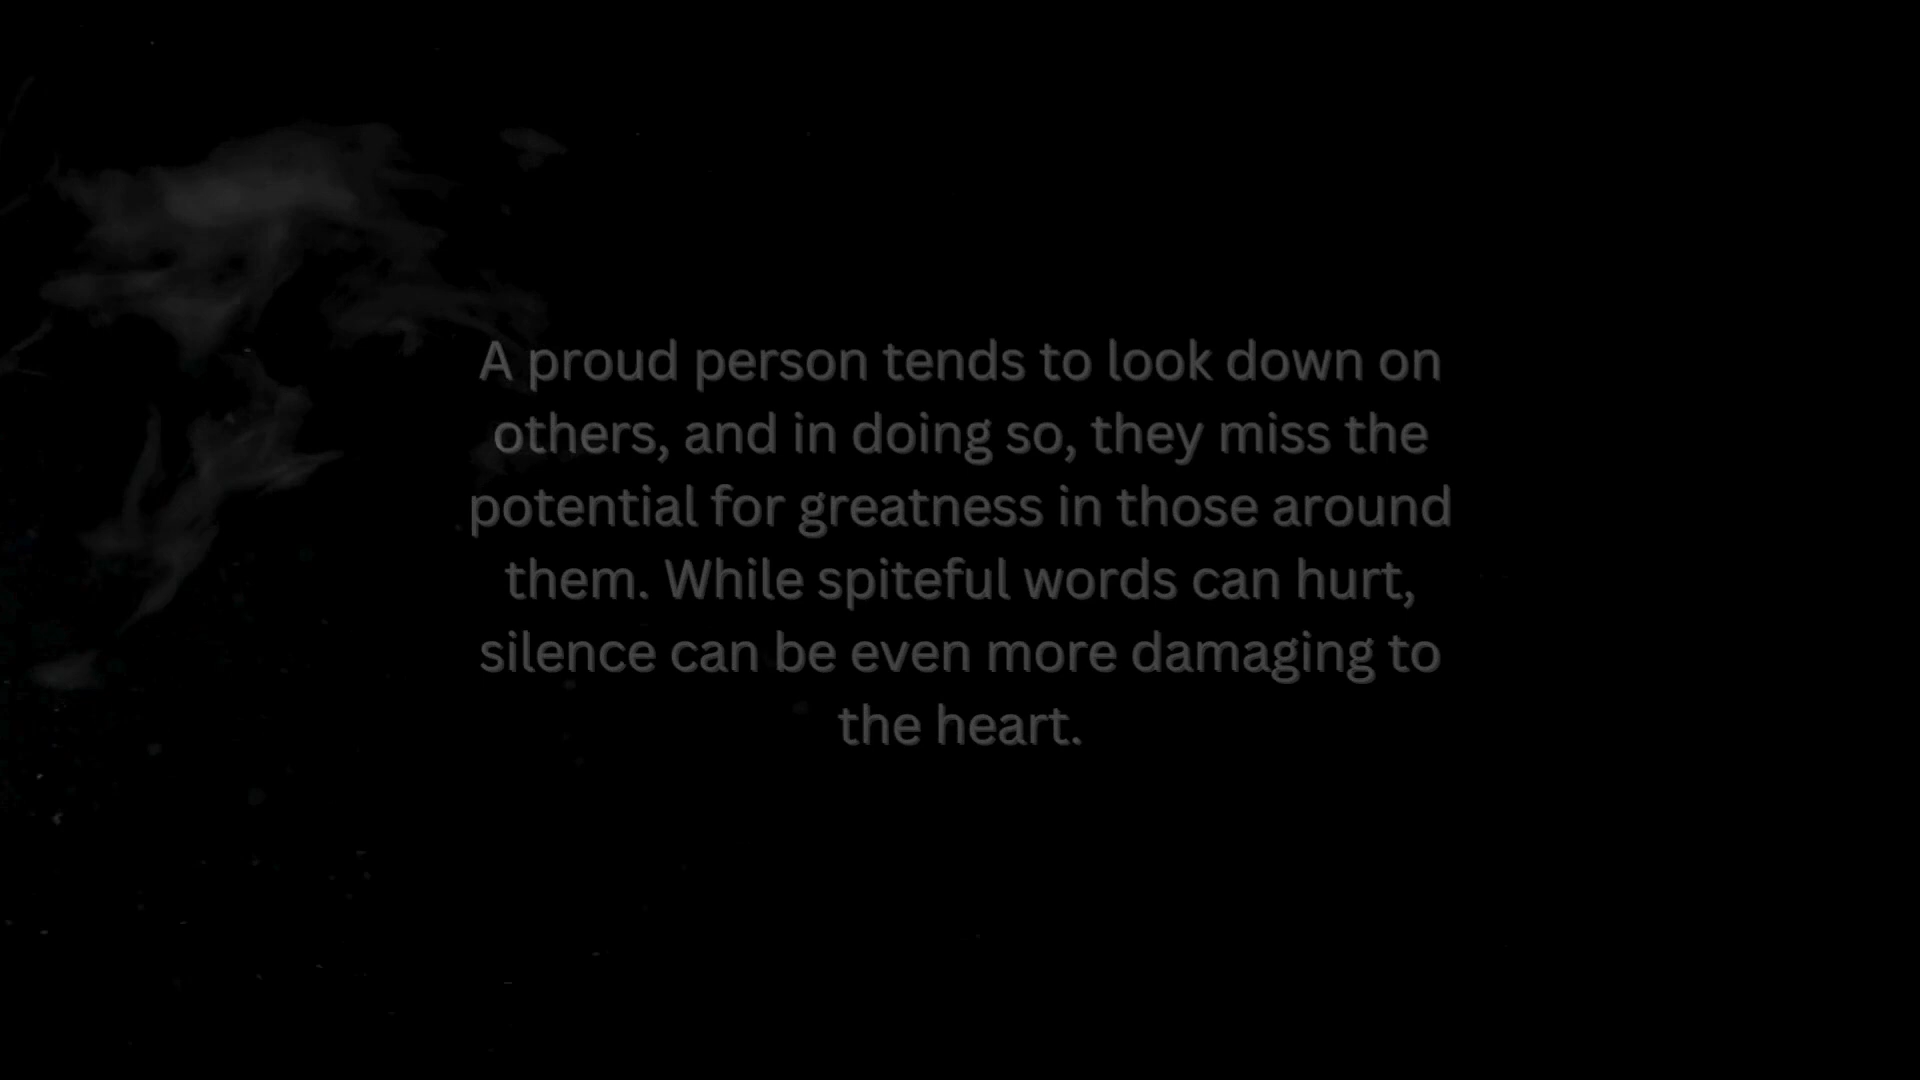 A proud person tends to look down on
others, and in doing so, they miss the
potential for greatness in those around
them. While spiteful words can hurt,
silence can be even more damaging to
the heart.